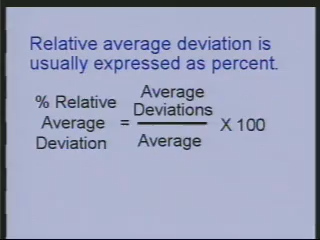 Relative average deviation is
usually expressed as percent.
% Relative
Average
Deviation
=
Average
Deviations
Average
X 100